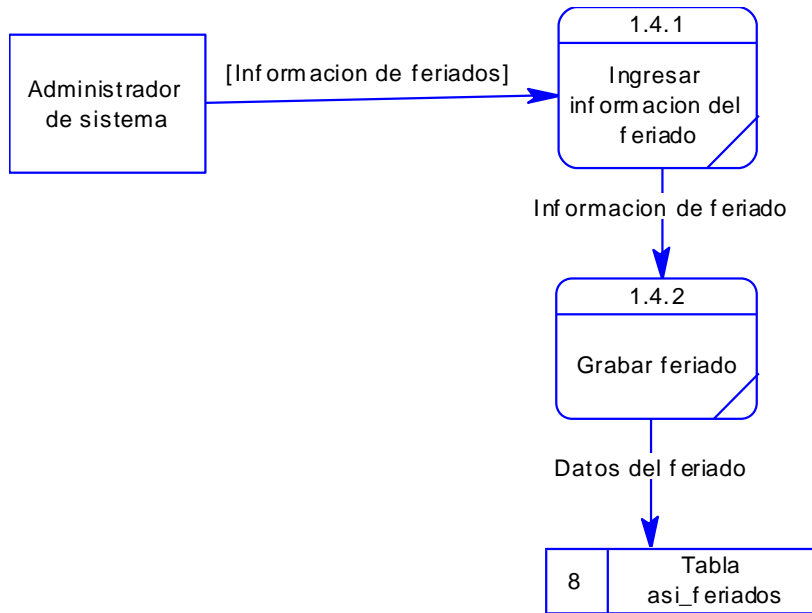 1.4.1
[Informacion de feriados]
Administrador
de sistema
Ingresar
informacion del
feriado
Informacion de feriado
1.4.2
Grabar feriado
Datos del feriado
8
Tabla
asi_feriados